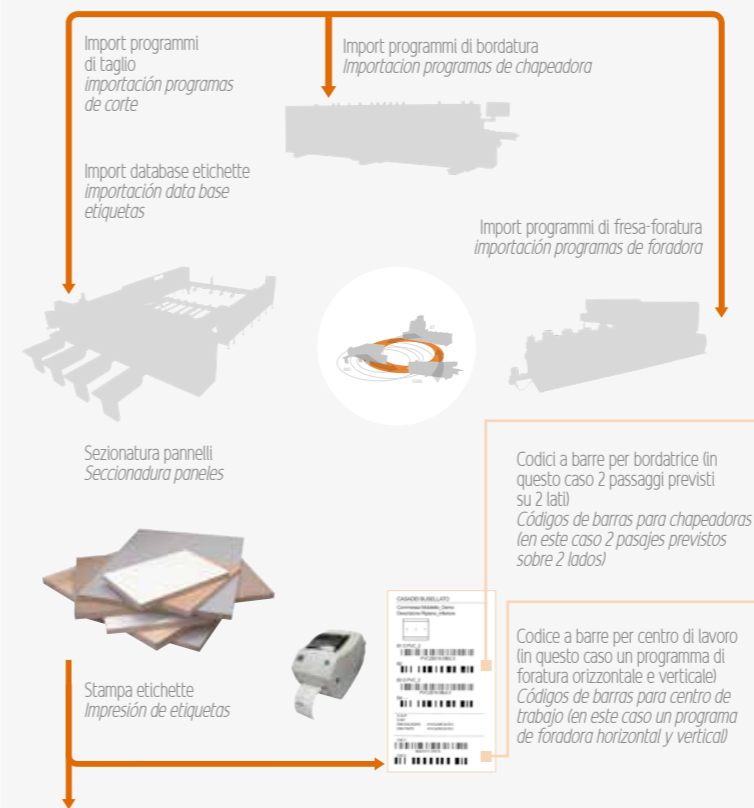 Import programmi
di taglio
importación programas
de corte
Import programmi di bordatura
Importacion programas de chapeadora
Import database etichette
importación data base
etiquetas
Import programmi di fresa-foratura
importación programas de foradora
Sezionatura pannelli
Seccionadura paneles
Codici a barre per bordatrice (in
questo caso 2 passaggi previsti
su 2 lati)
Códigos de barras para chapeadoras
(en este caso 2 pasajes previstos
sobre 2 lados)
CASADEI BUSELLATO
Stampa etichette
Impresión de etiquetas
Codice a barre per centro di lavoro
(in questo caso un programma di
foratura orizzontale e verticale)
Códigos de barras para centro de
trabajo (en este caso un programa
de foradora horizontal y vertical)